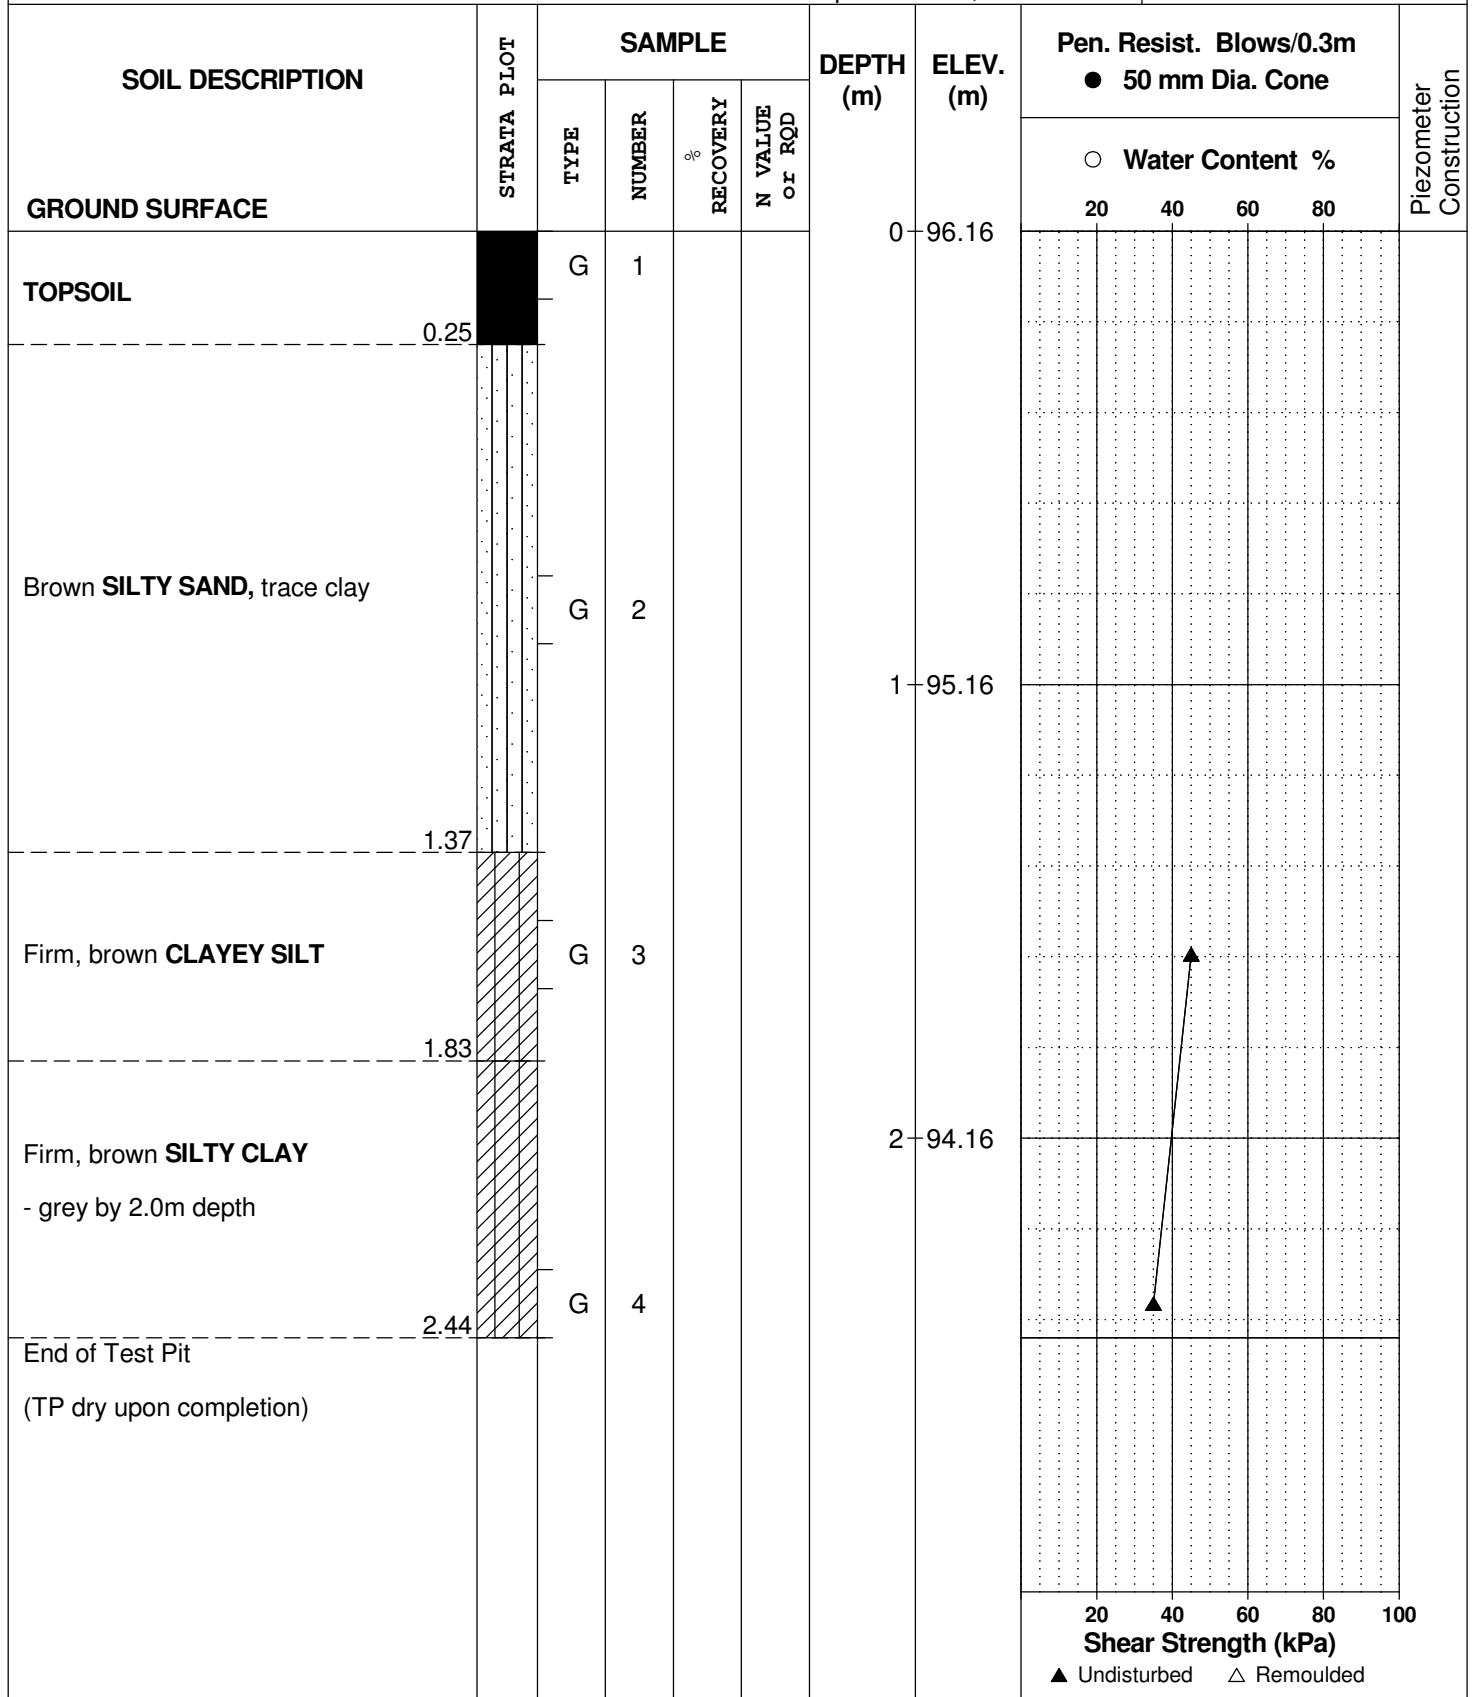 SOIL DESCRIPTION
GROUND SURFACE
STRATA PLOT
SAMPLE
TYPE
NUMBER
%
RECOVERY
N VALUE
or RQD
DEPTH
(m)
ELEV.
(m)
Pen. Resist. Blows/0.3m
● 50 mm Dia. Cone
○ Water Content %
20 40 60 80
Piezometer
Construction
0 96.16
G 1
TOPSOIL
0.25
Brown SILTY SAND, trace clay
G 2
1 95.16
1.37
Firm, brown CLAYEY SILT
G 3
1.83
2 94.16
Firm, brown SILTY CLAY
- grey by 2.0m depth
G 4
2.44
End of Test Pit
(TP dry upon completion)
20 40 60 80 100
Shear Strength (kPa)
▲ Undisturbed △ Remoulded